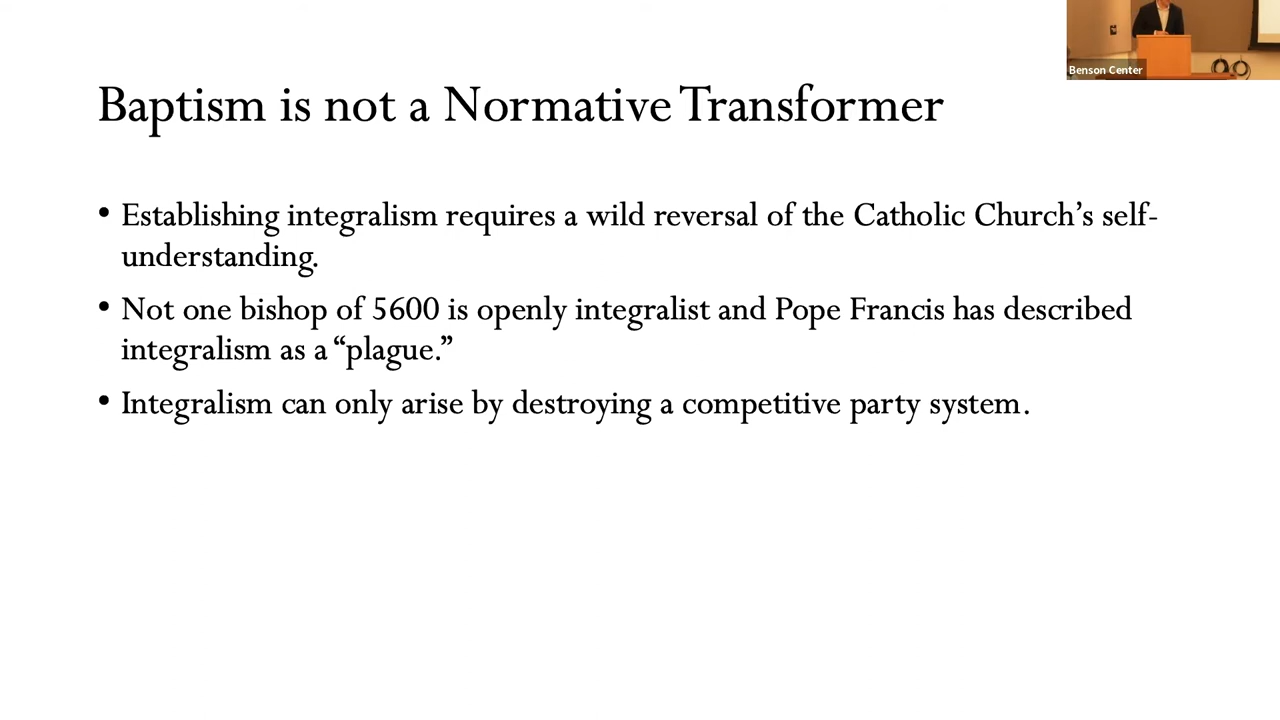 Benson Center
Baptism is not a Normative Transformer
• Establishing integralism requires a wild reversal of the Catholic Church’s self-
understanding.
• Not one bishop of 5600 is openly integralist and Pope Francis has described
integralism as a “plague.”
• Integralism can only arise by destroying a competitive party system.